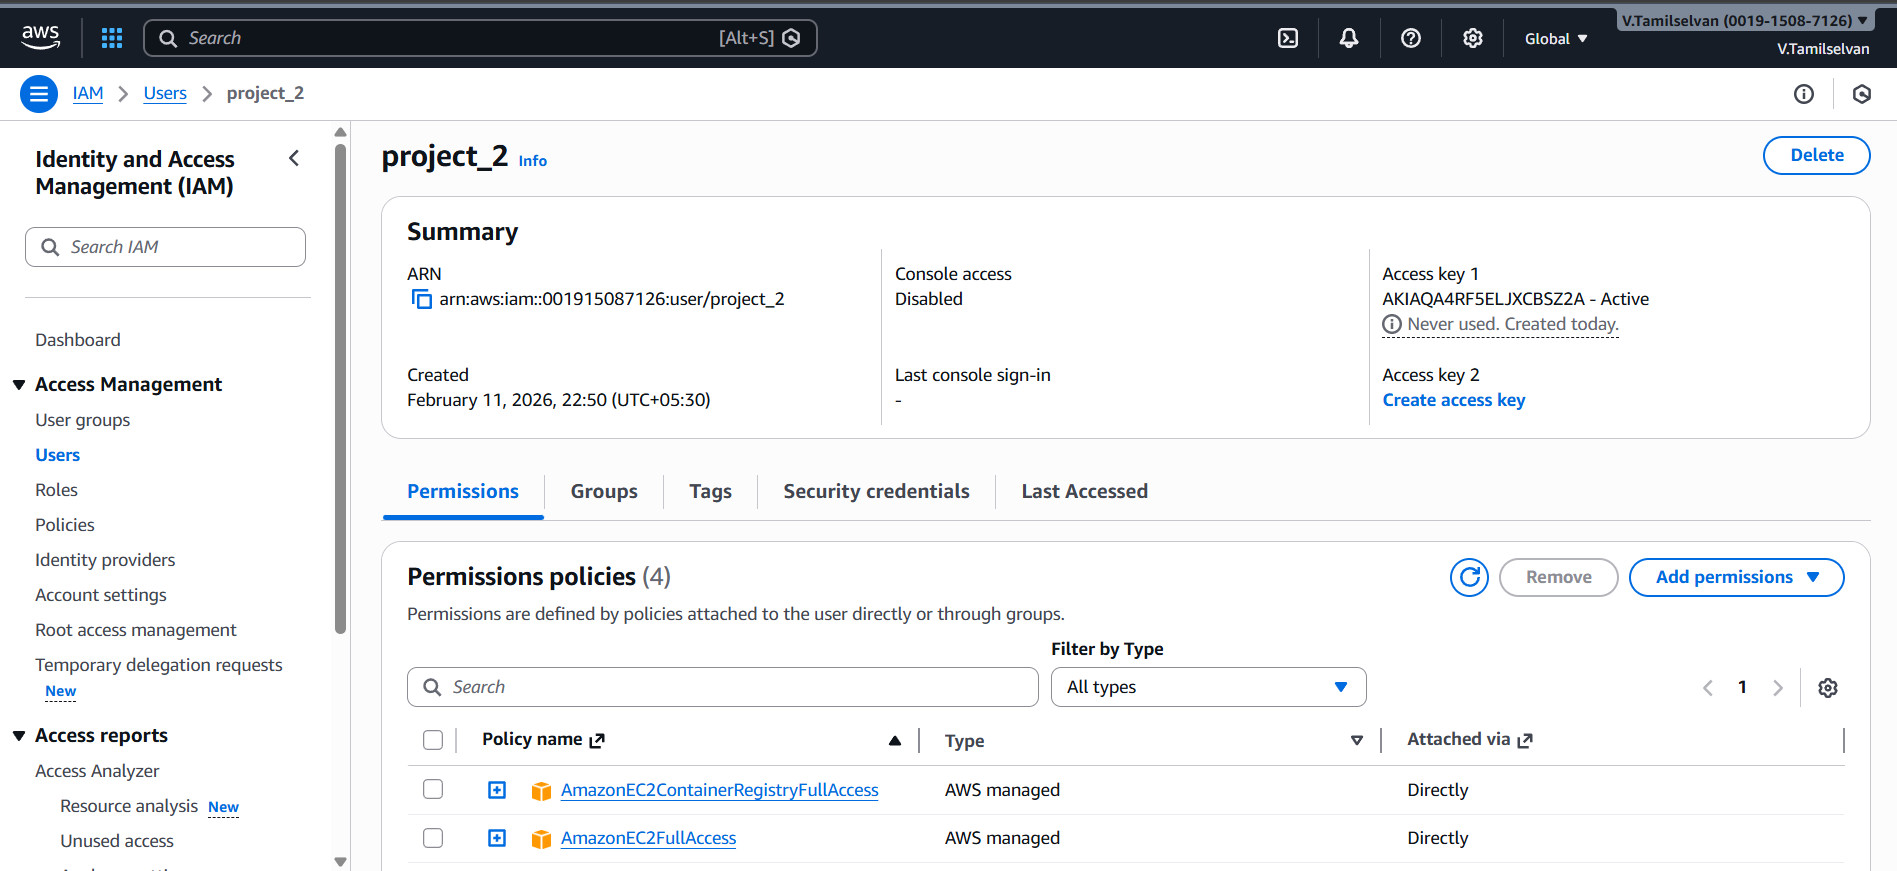 aws
Search [Alt+S]
Global
V.Tamilselvan (0019-1508-7126)
V.Tamilselvan
IAM Users project_2
Identity and Access
Management (IAM)
Search IAM
Dashboard
Access Management
User groups
Users
Roles
Policies
Identity providers
Account settings
Root access management
Temporary delegation requests
New
Access reports
Access Analyzer
Resource analysis New
Unused access
project_2 Info
Delete
Summary
ARN
arn:aws:iam::001915087126:user/project_2
Created
February 11, 2026, 22:50 (UTC+05:30)
Console access
Disabled
Last console sign-in
-
Access key 1
AKIAQA4RF5ELJXCBSZ2A - Active
Never used. Created today.
Access key 2
Create access key
Permissions Groups Tags Security credentials Last Accessed
Permissions policies (4)
Remove Add permissions
Permissions are defined by policies attached to the user directly or through groups.
Filter by Type
Search All types 1
Policy name Type Attached via
AmazonEC2ContainerRegistryFullAccess AWS managed Directly
AmazonEC2FullAccess AWS managed Directly